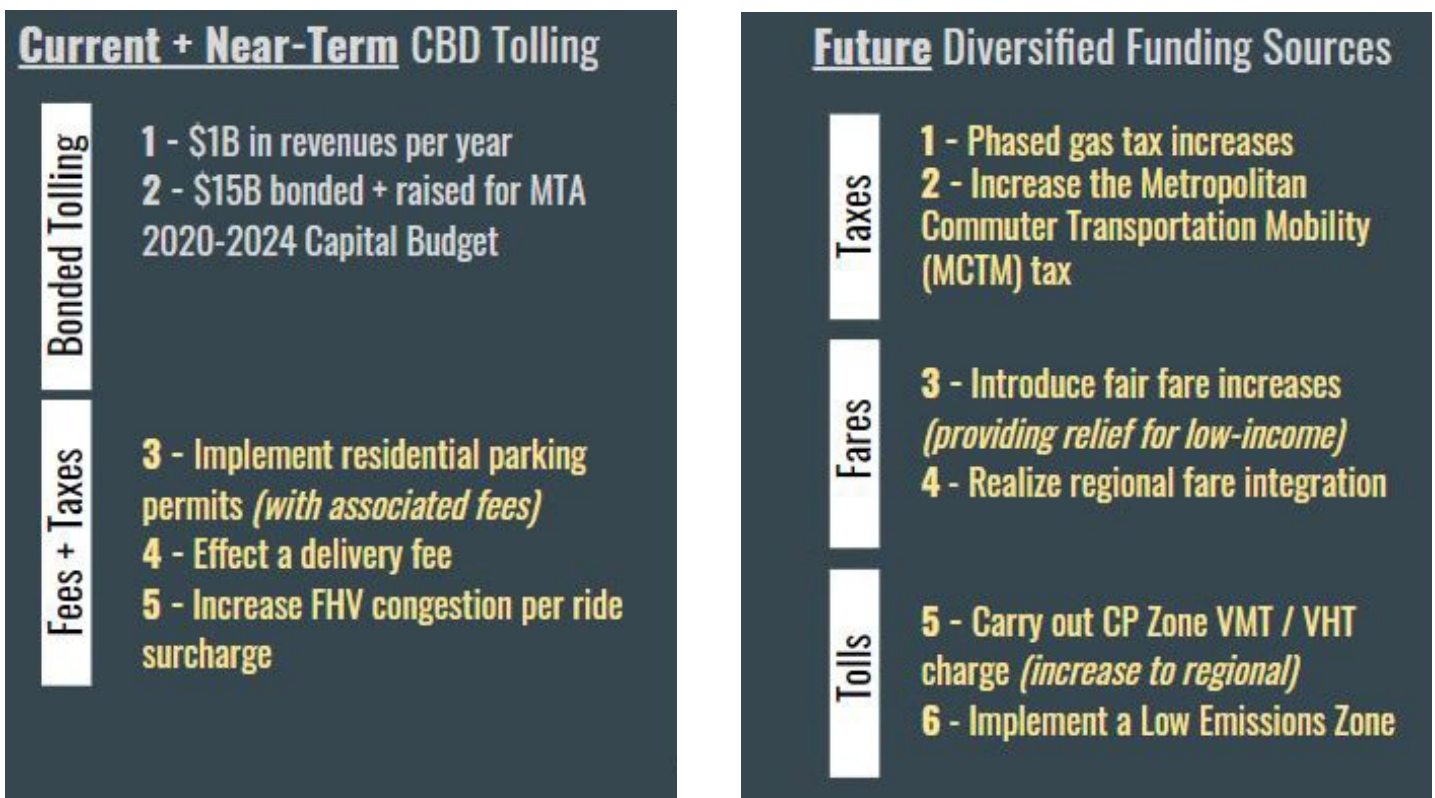 Current + Near-Term CBD Tolling
Bonded Tolling
1 - $1B in revenues per year
2 - $15B bonded + raised for MTA
2020-2024 Capital Budget
Fees + Taxes
3 - Implement residential parking
permits (with associated fees)
4 - Effect a delivery fee
5 - Increase FHV congestion per ride
surcharge
Future Diversified Funding Sources
Taxes
1 - Phased gas tax increases
2 - Increase the Metropolitan
Commuter Transportation Mobility
(MCTM) tax
Fares
3 - Introduce fair fare increases
(providing relief for low-income)
4 - Realize regional fare integration
Tolls
5 - Carry out CP Zone VMT / VHT
charge (increase to regional)
6 - Implement a Low Emissions Zone